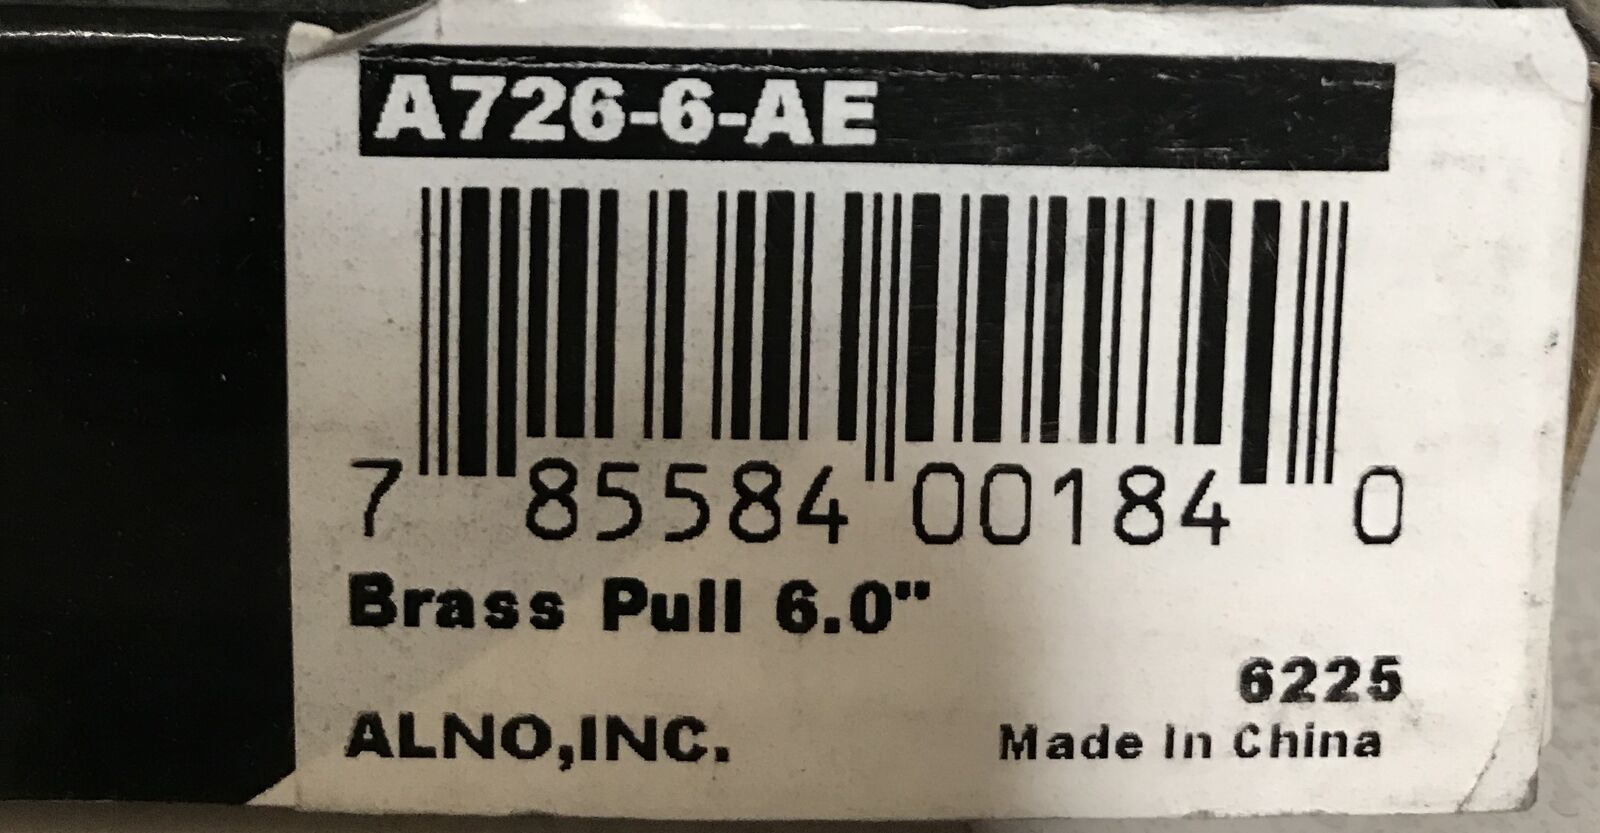 A726-6-AE
7 85584 00184 0
Brass Pull 6.0"
6225
ALNO,INC.
Made In China